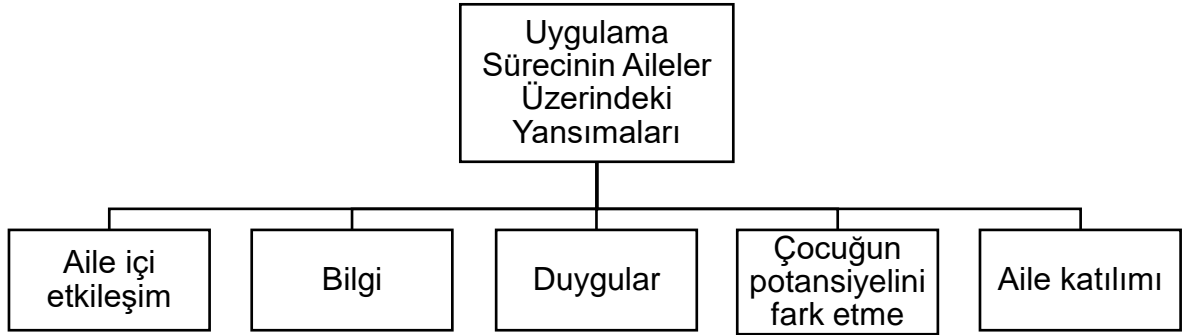 Uygulama
Sürecinin Aileler
Üzerindeki
Yansımaları
Aile içi
etkileşim
Bilgi
Duygular
Çocuğun
potansiyelini
fark etme
Aile katılımı